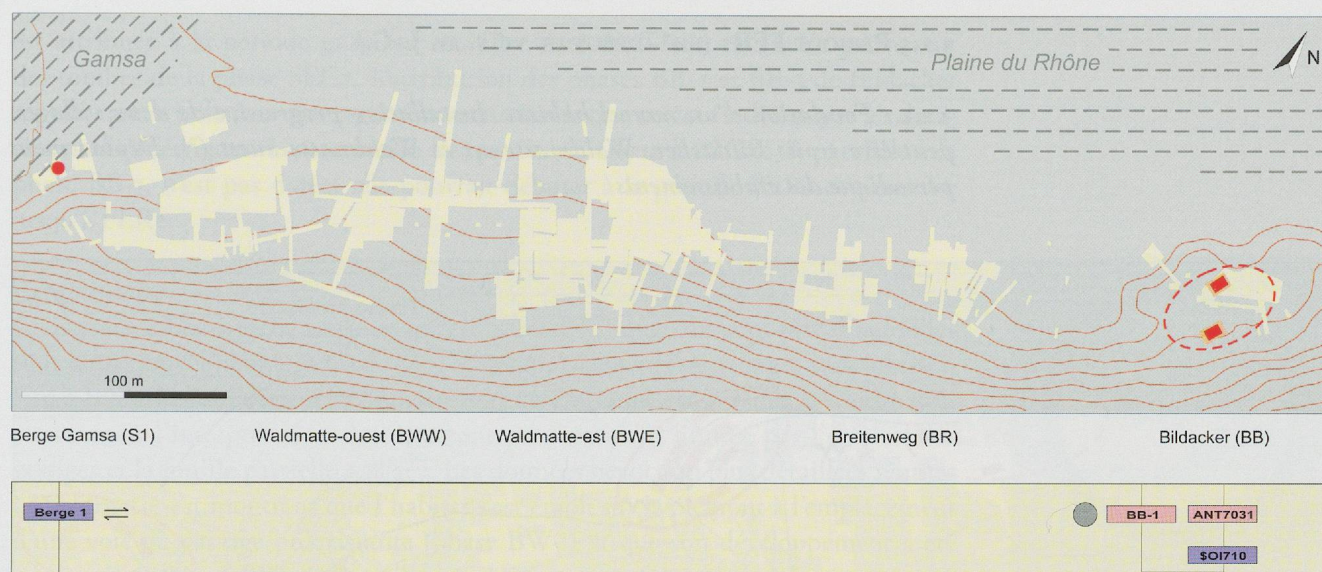 Gamsa
Plaine du Rhône
N
100 m
Berge Gamsa (S1)
Waldmatte-ouest (BWW)
Waldmatte-est (BWE)
Breitenweg (BR)
Bildacker (BB)
Berge 1
BB-1
ANT7031
$OI710